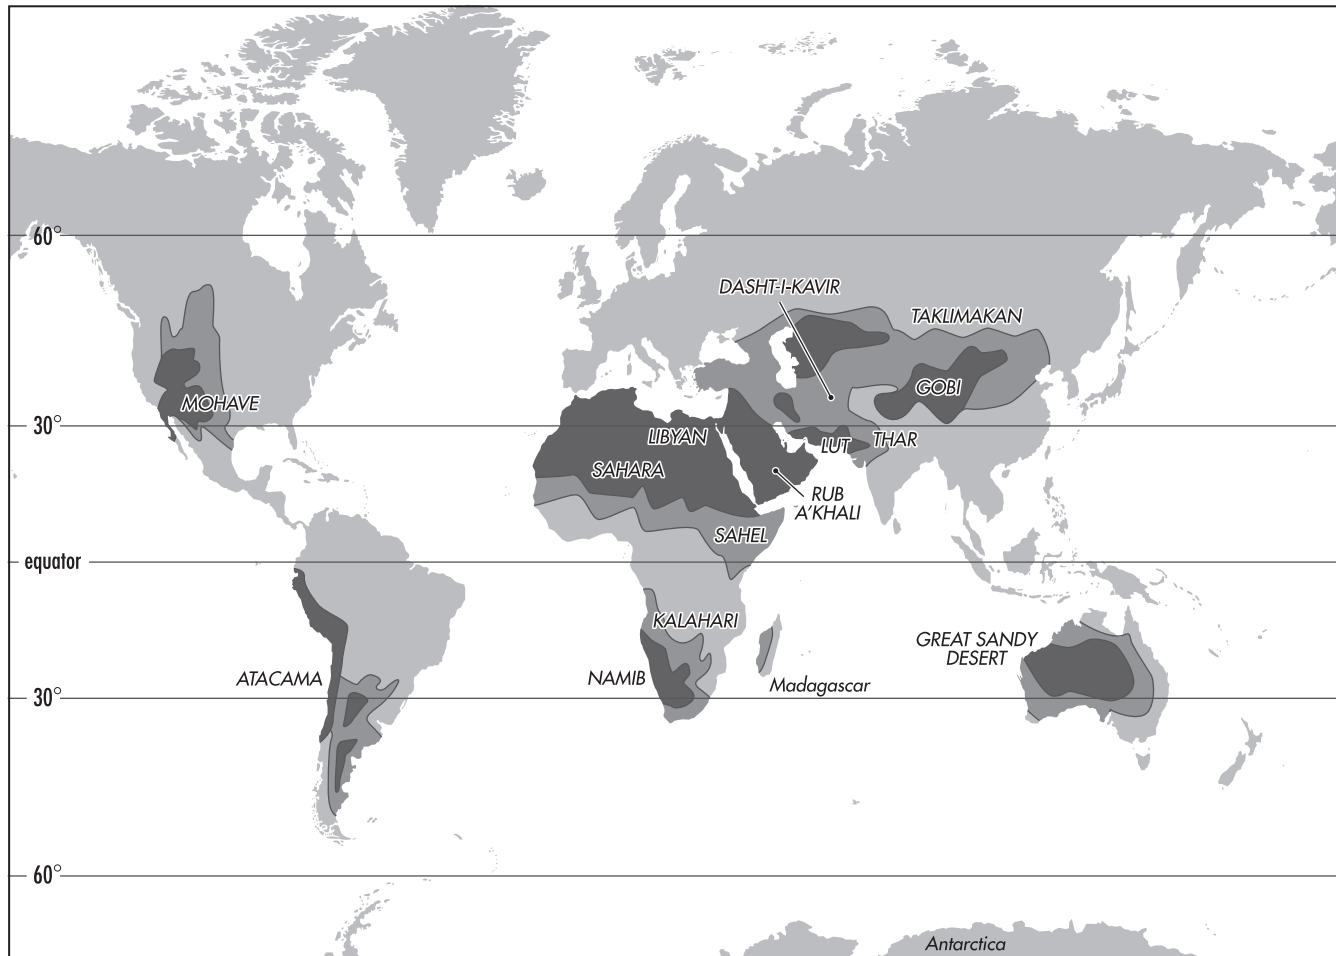 60°
DASHT-I-KAVIR
TAKLIMAKAN
GOBI
MOHAVE
30°
LIBYAN
LUT
THAR
SAHARA
RUB
A'KHALI
SAHEL
equator
KALAHARI
GREAT SANDY
DESERT
ATACAMA
NAMIB
Madagascar
30°
60°
Antarctica